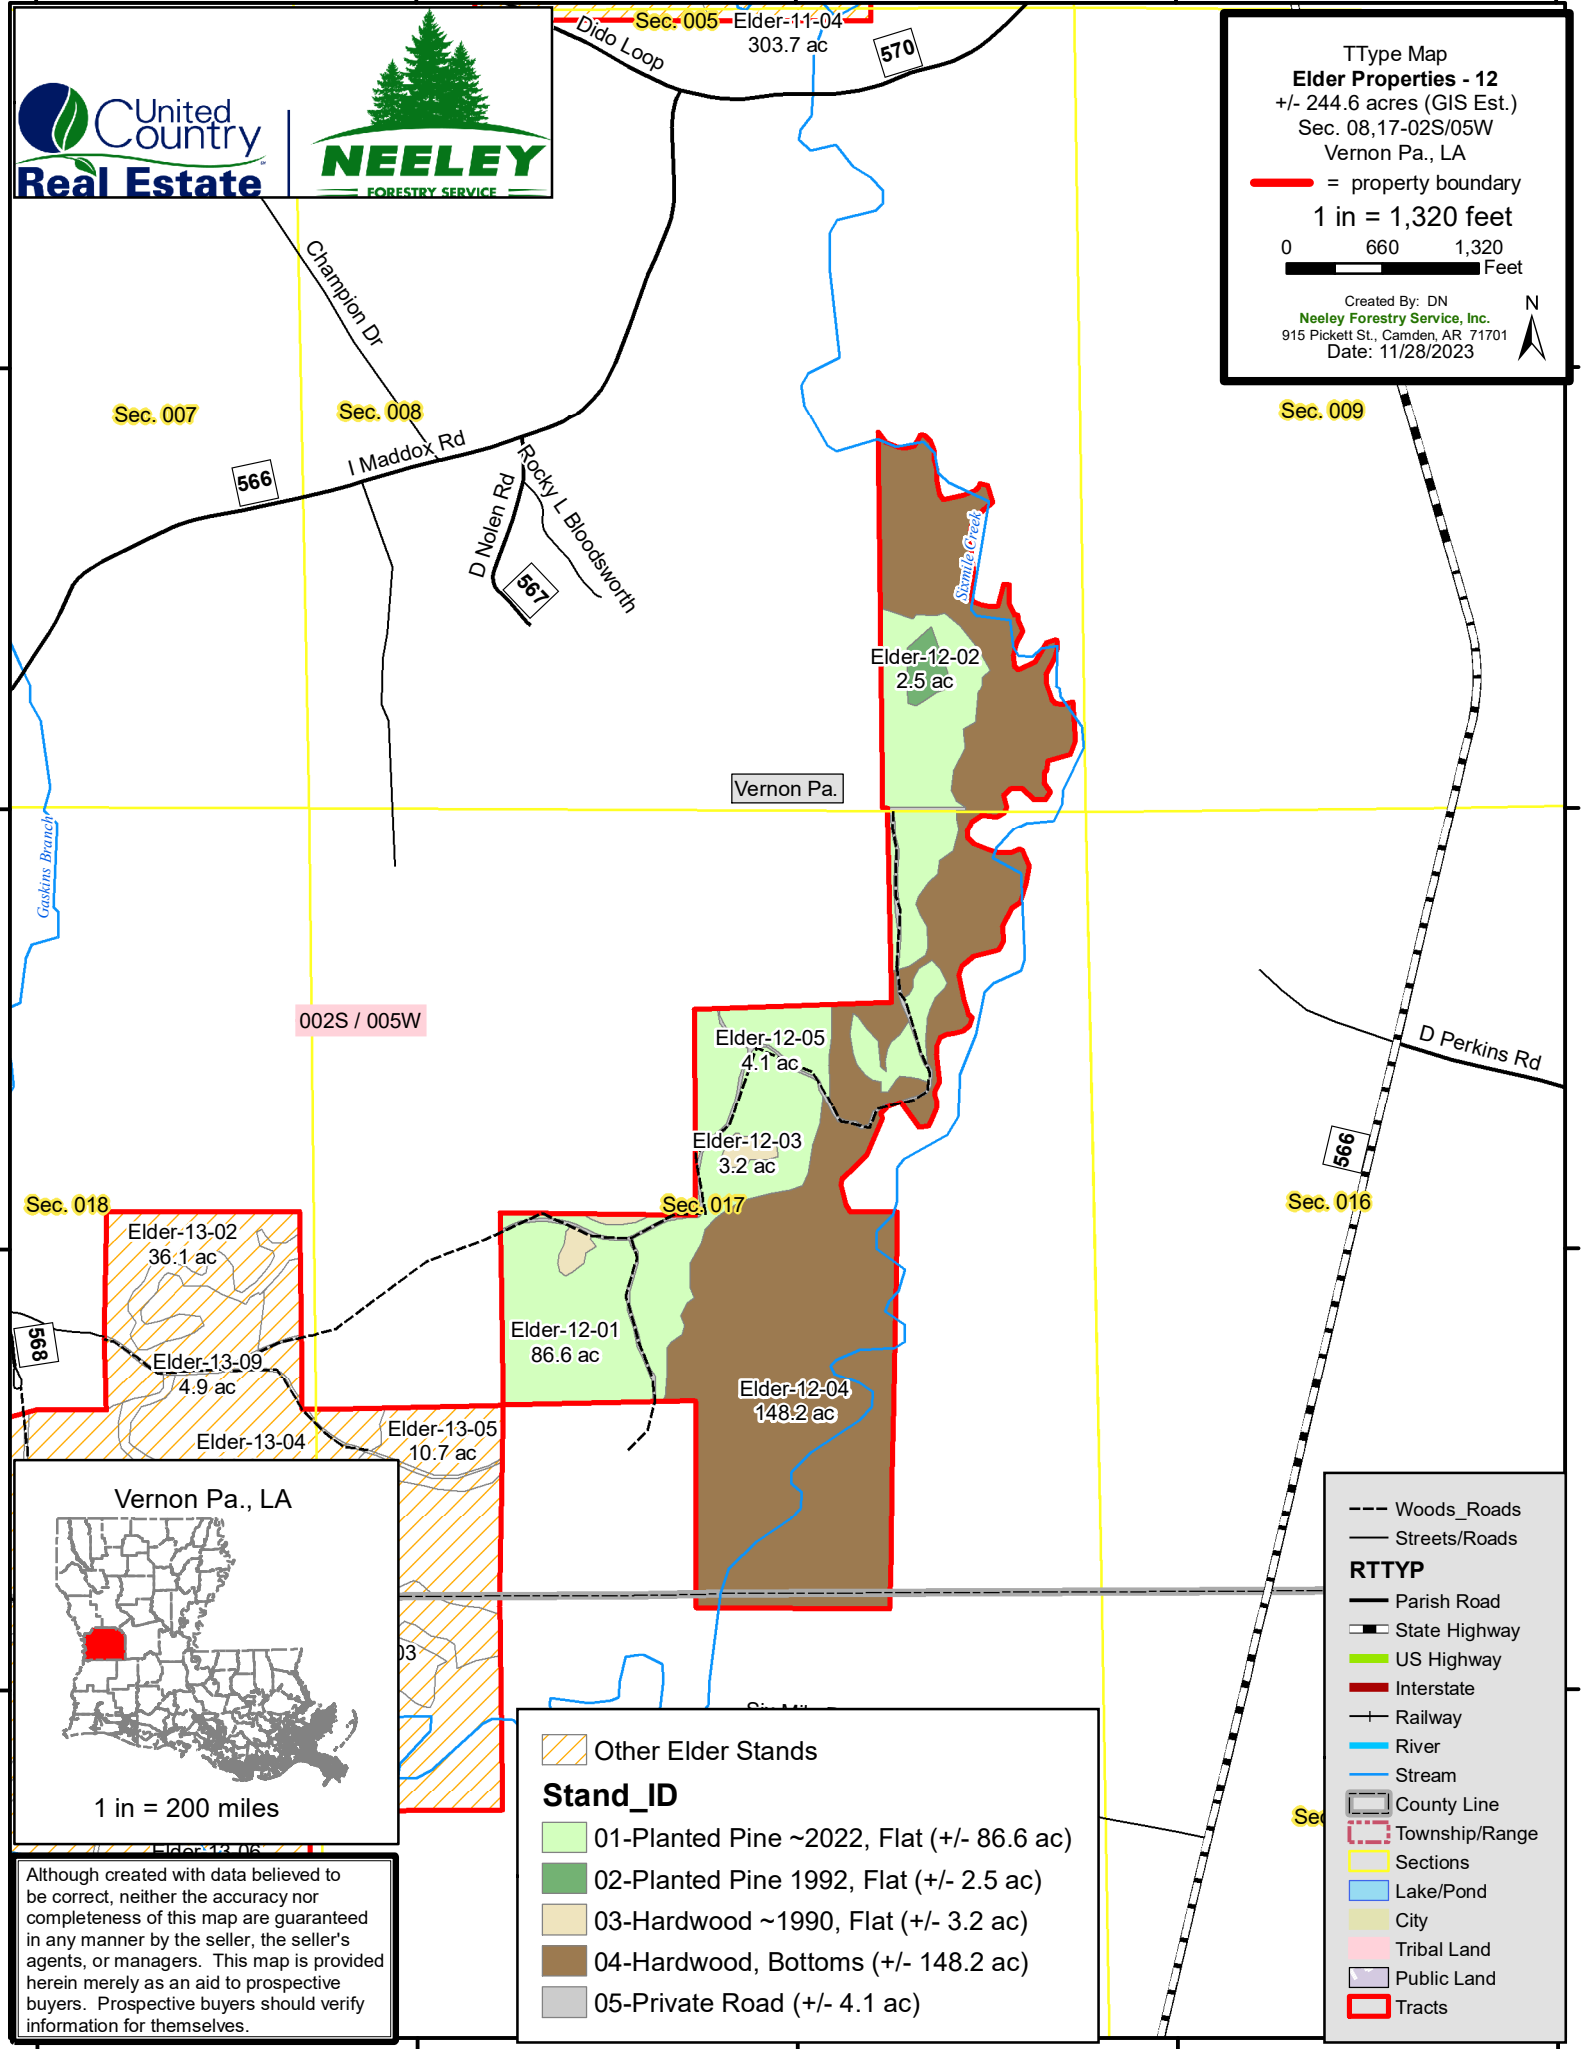 United
Country
Real Estate
NEELEY
FORESTRY SERVICE
Sec. 005
Elder-11-04
303.7 ac
Dido Loop
570
TType Map
Elder Properties - 12
+/- 244.6 acres (GIS Est.)
Sec. 08,17-02S/05W
Vernon Pa., LA
= property boundary
1 in = 1,320 feet
0 660 1,320
Feet
Created By: DN
N
Neeley Forestry Service, Inc.
915 Pickett St., Camden, AR 71701
Date: 11/28/2023
Champion Dr
Sec. 007
Sec. 008
Sec. 009
I Maddox Rd
566
D Nolen Rd
Rocky L Bloodsworth
567
Sixmile Creek
Elder-12-02
2.5 ac
Vernon Pa.
Gaskins Branch
002S / 005W
Elder-12-05
4.1 ac
D Perkins Rd
Elder-12-03
3.2 ac
566
Sec. 018
Sec. 017
Sec. 016
Elder-13-02
36.1 ac
568
Elder-12-01
86.6 ac
Elder-13-09
4.9 ac
Elder-12-04
148.2 ac
Elder-13-05
10.7 ac
Elder-13-04
Vernon Pa., LA
1 in = 200 miles
03
Elder-13-06
Sec
Although created with data believed to
be correct, neither the accuracy nor
completeness of this map are guaranteed
in any manner by the seller, the seller's
agents, or managers. This map is provided
herein merely as an aid to prospective
buyers. Prospective buyers should verify
information for themselves.
Other Elder Stands
Stand_ID
01-Planted Pine ~2022, Flat (+/- 86.6 ac)
02-Planted Pine 1992, Flat (+/- 2.5 ac)
03-Hardwood ~1990, Flat (+/- 3.2 ac)
04-Hardwood, Bottoms (+/- 148.2 ac)
05-Private Road (+/- 4.1 ac)
Woods_Roads
Streets/Roads
RTTYP
Parish Road
State Highway
US Highway
Interstate
Railway
River
Stream
County Line
Township/Range
Sections
Lake/Pond
City
Tribal Land
Public Land
Tracts